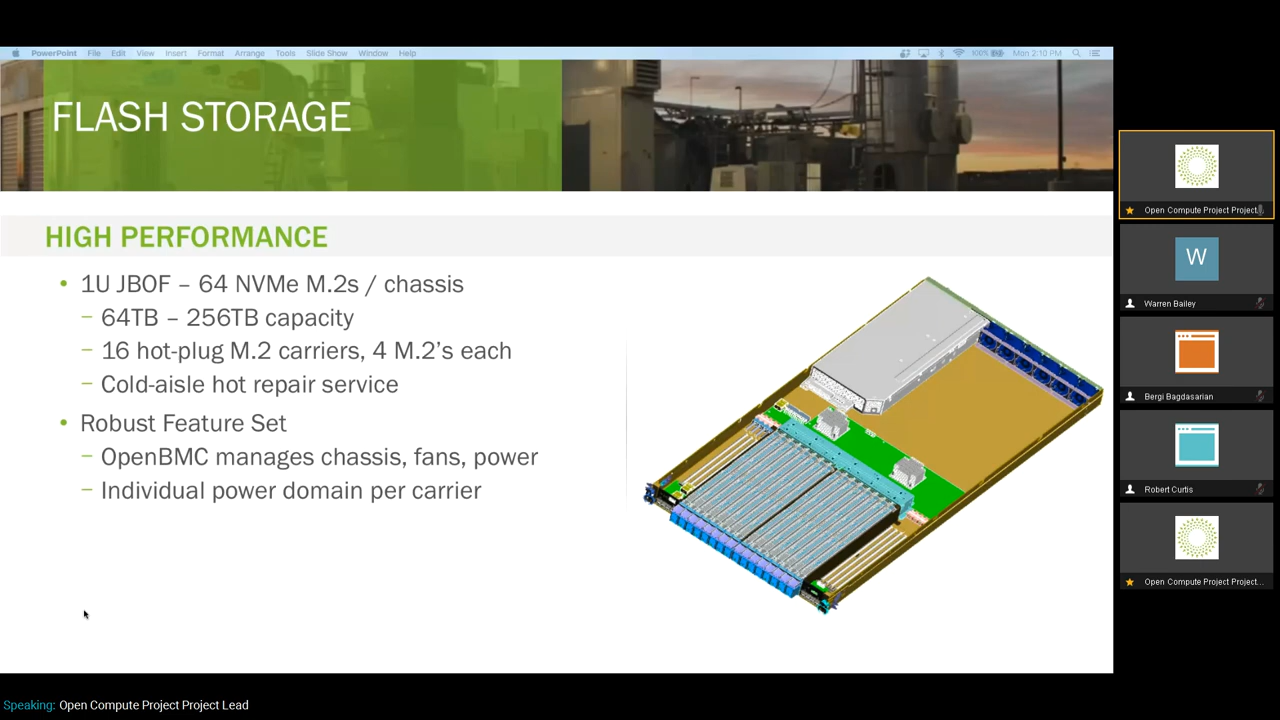 PowerPoint File Edit View Insert Format Arrange Tools Slide Show Window Help 100% Mon 2:10 PM
FLASH STORAGE
HIGH PERFORMANCE
• 1U JBOF – 64 NVMe M.2s / chassis
– 64TB – 256TB capacity
– 16 hot-plug M.2 carriers, 4 M.2’s each
– Cold-aisle hot repair service
• Robust Feature Set
– OpenBMC manages chassis, fans, power
– Individual power domain per carrier
Open Compute Project Project
W
Warren Bailey
Bergi Bagdasarian
Robert Curtis
Open Compute Project Project...
Speaking: Open Compute Project Project Lead